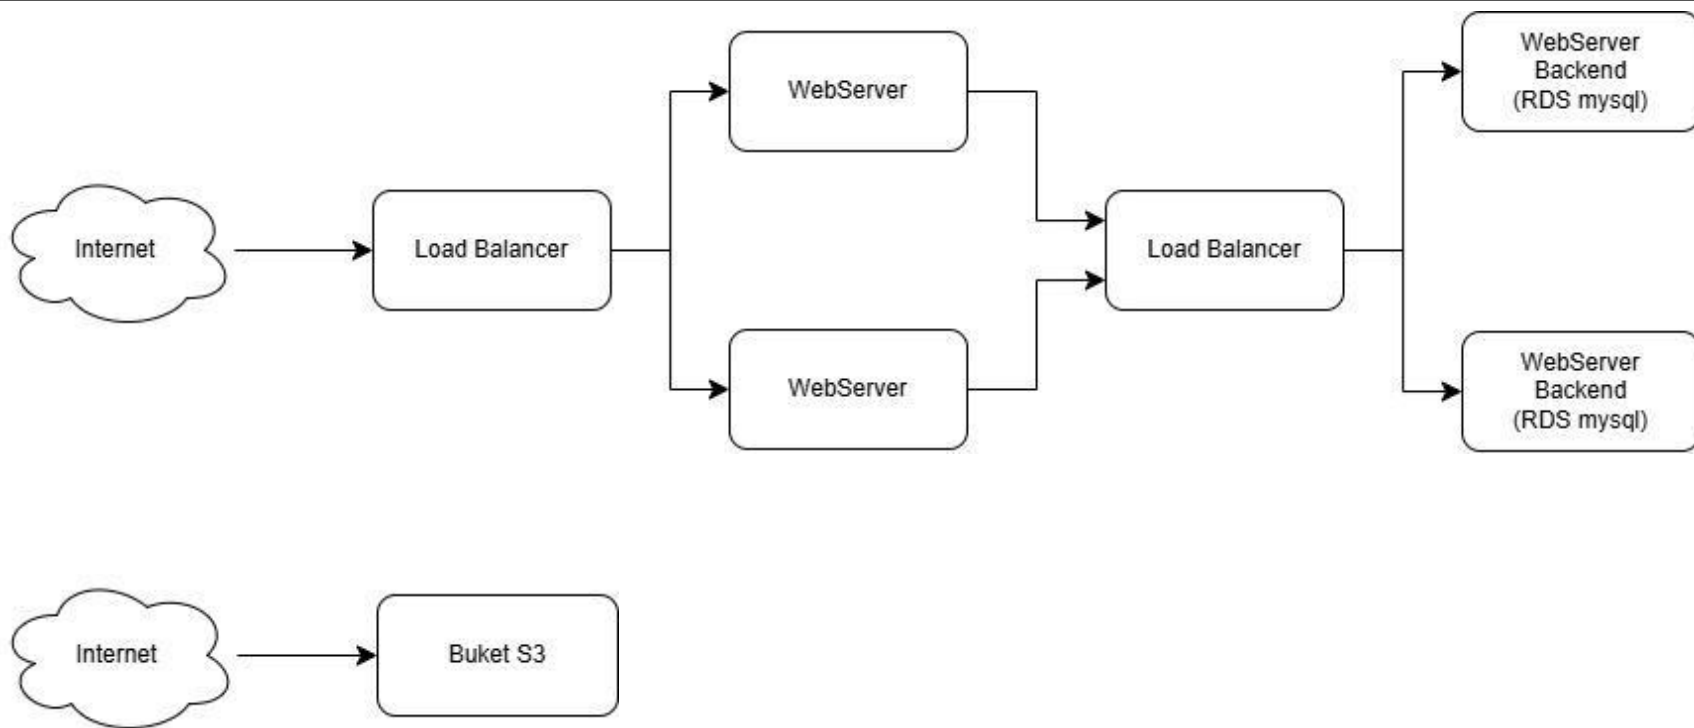 WebServer
WebServer
Backend
(RDS mysql)
Internet
Load Balancer
Load Balancer
WebServer
WebServer
Backend
(RDS mysql)
Internet
Buket S3